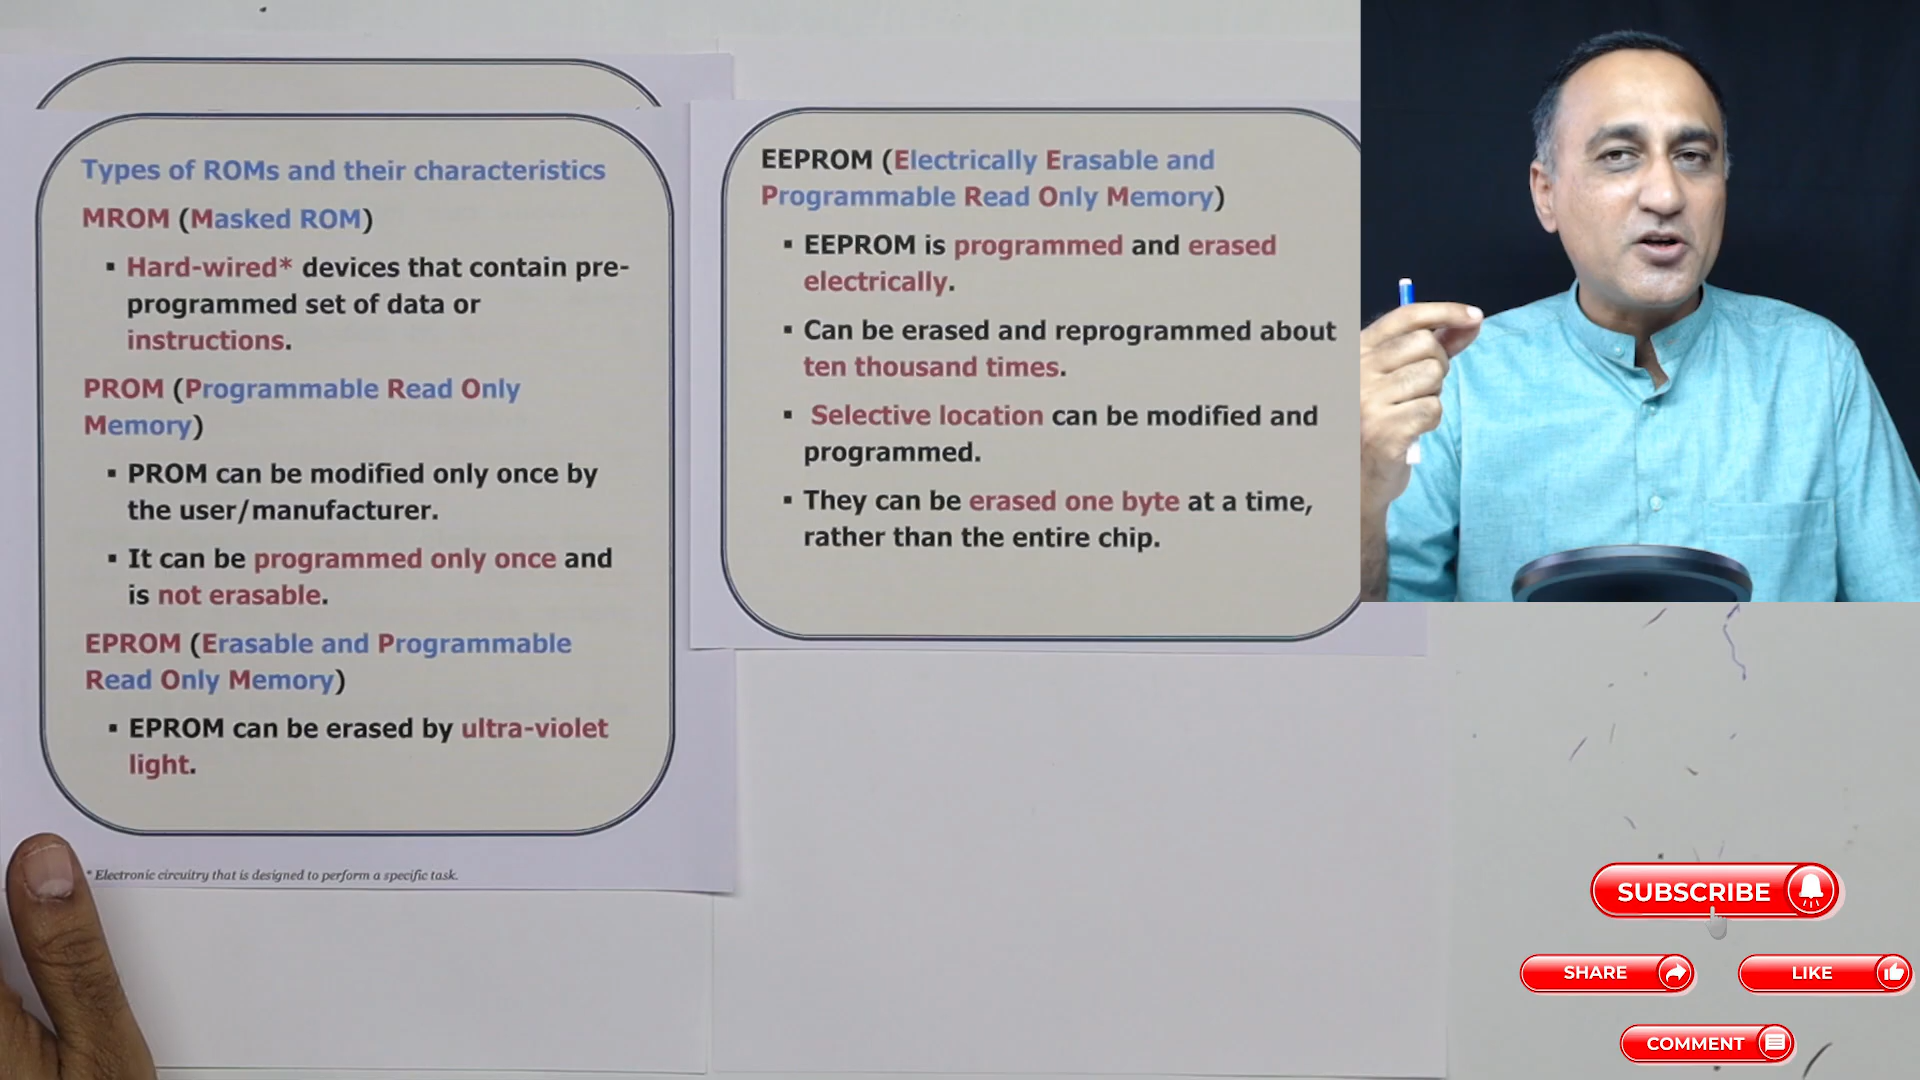 Types of ROMs and their characteristics
MROM (Masked ROM)
▪ Hard-wired* devices that contain pre-
programmed set of data or
instructions.
PROM (Programmable Read Only
Memory)
▪ PROM can be modified only once by
the user/manufacturer.
▪ It can be programmed only once and
is not erasable.
EPROM (Erasable and Programmable
Read Only Memory)
▪ EPROM can be erased by ultra-violet
light.
* Electronic circuitry that is designed to perform a specific task.
EEPROM (Electrically Erasable and
Programmable Read Only Memory)
▪ EEPROM is programmed and erased
electrically.
▪ Can be erased and reprogrammed about
ten thousand times.
▪ Selective location can be modified and
programmed.
▪ They can be erased one byte at a time,
rather than the entire chip.
SUBSCRIBE
SHARE
LIKE
COMMENT